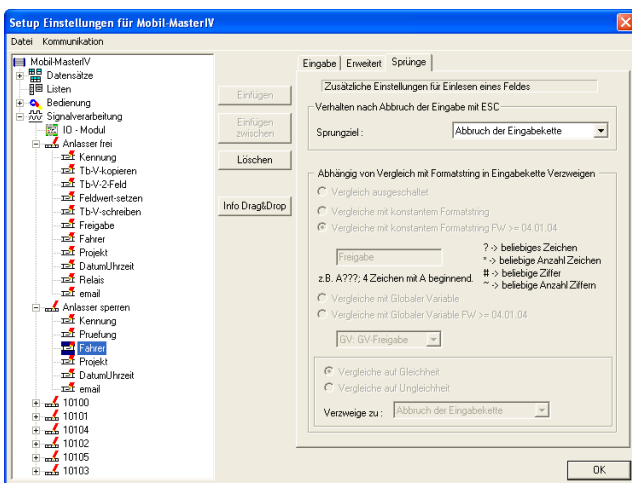 Setup Einstellungen für Mobil-MasterIV
Datei Kommunikation
Mobil-MasterIV
Datensätze
Listen
Bedienung
Signalverarbeitung
IO - Modul
Anlasser frei
Kennung
Tb-V-kopieren
Tb-V-2-Feld
Feldwert-setzen
Tb-V-schreiben
Freigabe
Fahrer
Projekt
DatumUhrzeit
Relais
email
Anlasser sperren
Kennung
Pruefung
Fahrer
Projekt
DatumUhrzeit
email
10100
10101
10104
10102
10105
10103
Einfügen
Einfügen
zwischen
Löschen
Info Drag&Drop
Eingabe Erweitert Sprünge
Zusätzliche Einstellungen für Einlesen eines Feldes
Verhalten nach Abbruch der Eingabe mit ESC
Sprungziel : Abbruch der Eingabekette
Abhängig von Vergleich mit Formatstring in Eingabekette Verzweigen
Vergleich ausgeschaltet
Vergleiche mit konstantem Formatstring
Vergleiche mit konstantem Formatstring FW >= 04.01.04
Freigabe
? -> beliebiges Zeichen
* -> beliebige Anzahl Zeichen
# -> beliebige Ziffer
~ -> beliebige Anzahl Ziffern
z.B. A???; 4 Zeichen mit A beginnend.
Vergleiche mit Globaler Variable
Vergleiche mit Globaler Variable FW >= 04.01.04
GV: GV-Freigabe
Vergleiche auf Gleichheit
Vergleiche auf Ungleichheit
Verzweige zu : Abbruch der Eingabekette
OK